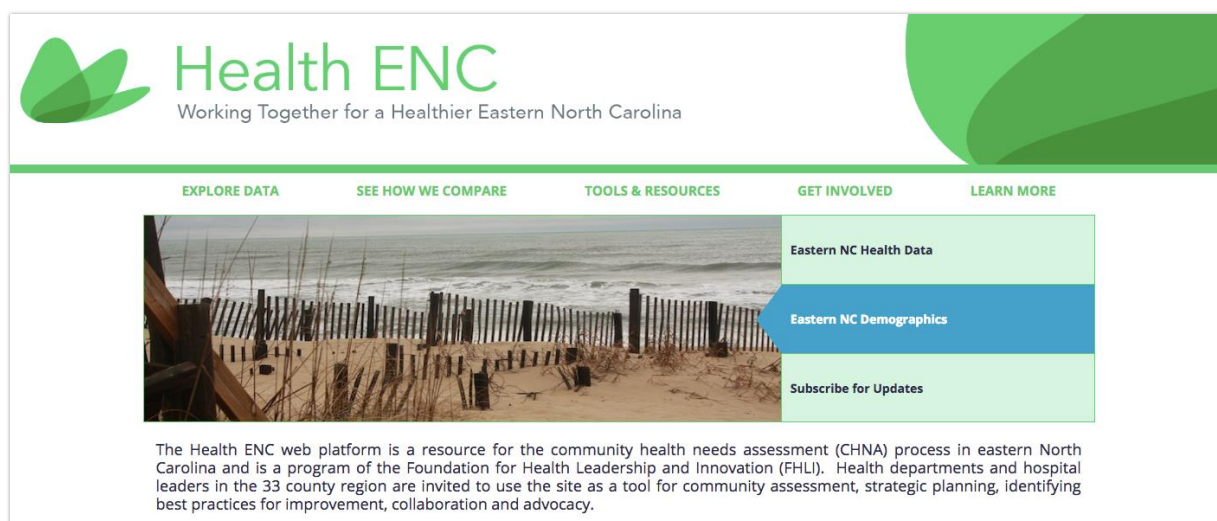 Health ENC
Working Together for a Healthier Eastern North Carolina
EXPLORE DATA SEE HOW WE COMPARE TOOLS & RESOURCES GET INVOLVED LEARN MORE
Eastern NC Health Data
Eastern NC Demographics
Subscribe for Updates
The Health ENC web platform is a resource for the community health needs assessment (CHNA) process in eastern North
Carolina and is a program of the Foundation for Health Leadership and Innovation (FHLI). Health departments and hospital
leaders in the 33 county region are invited to use the site as a tool for community assessment, strategic planning, identifying
best practices for improvement, collaboration and advocacy.